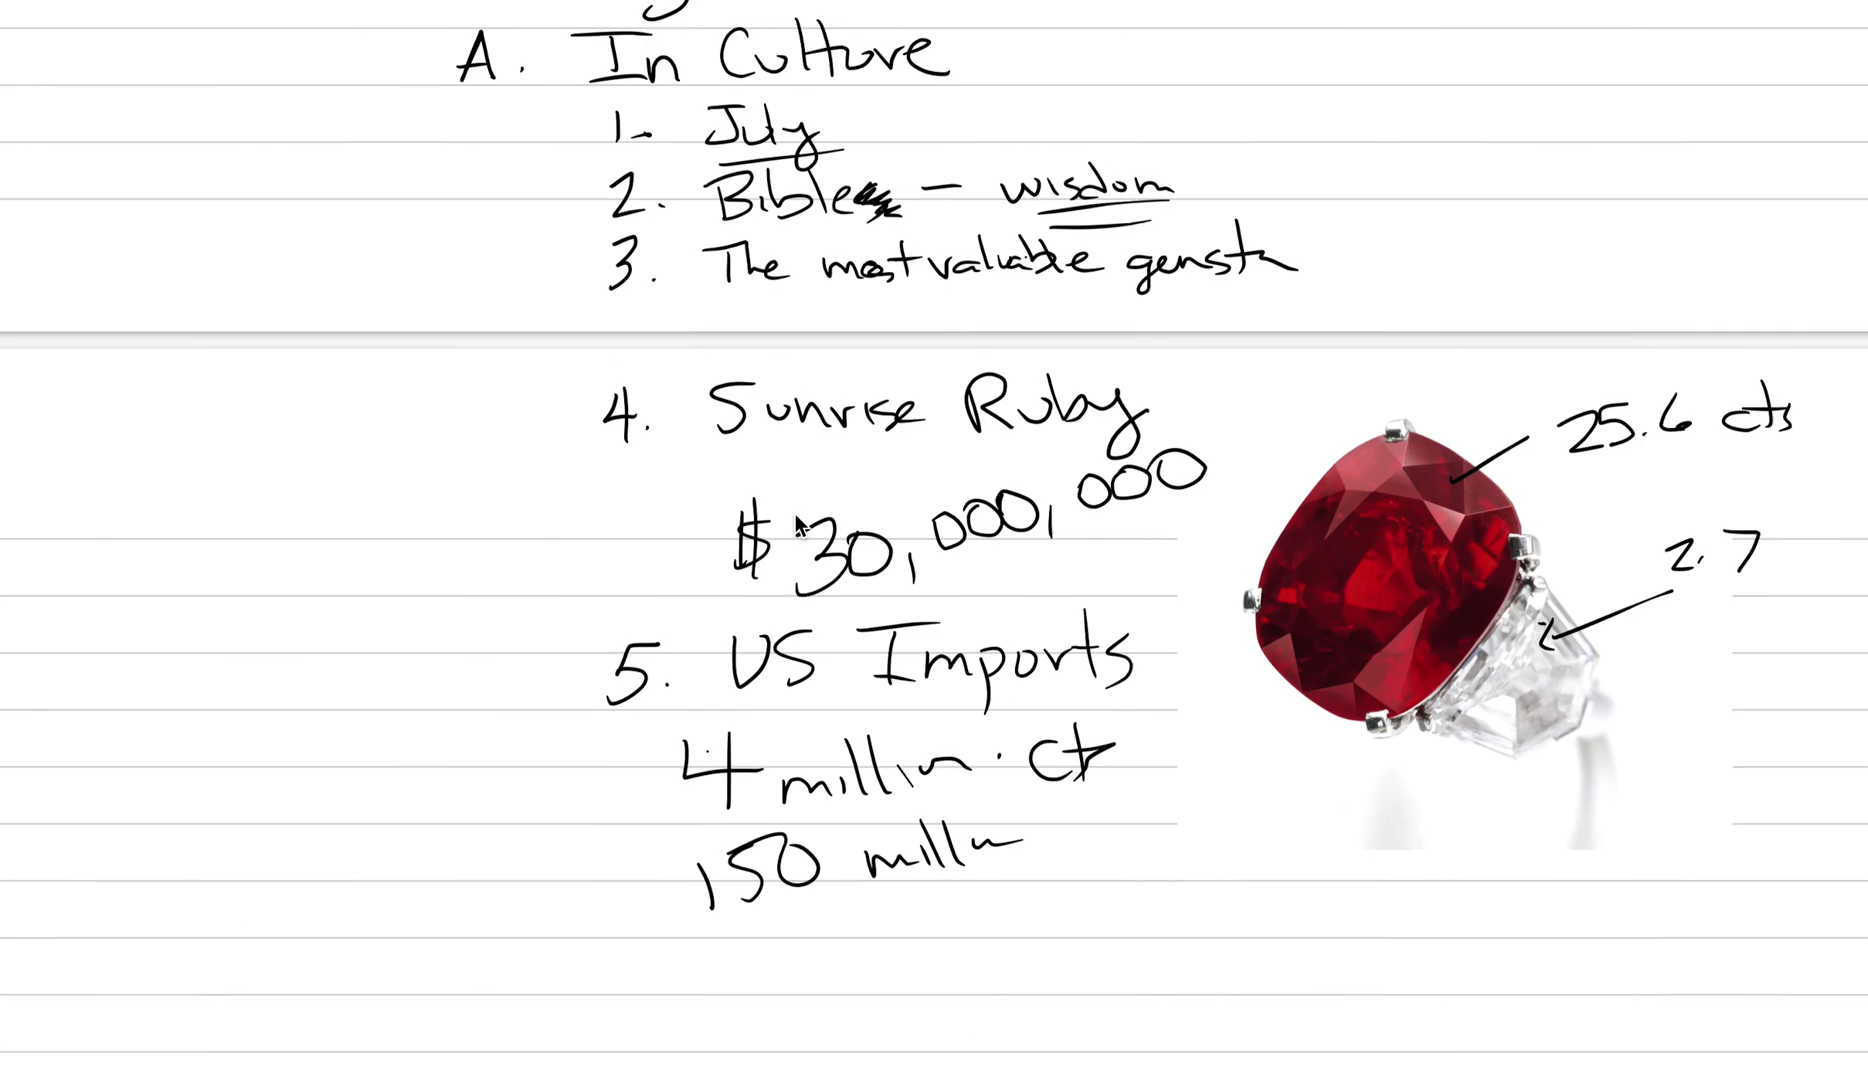 A. In Culture
1. July
2. Bible - wisdom
3. The most valuable gemstn
4. Sunrise Ruby
25.6 cts
$30,000,000
2.7
5. US Imports
4 million ct
150 million